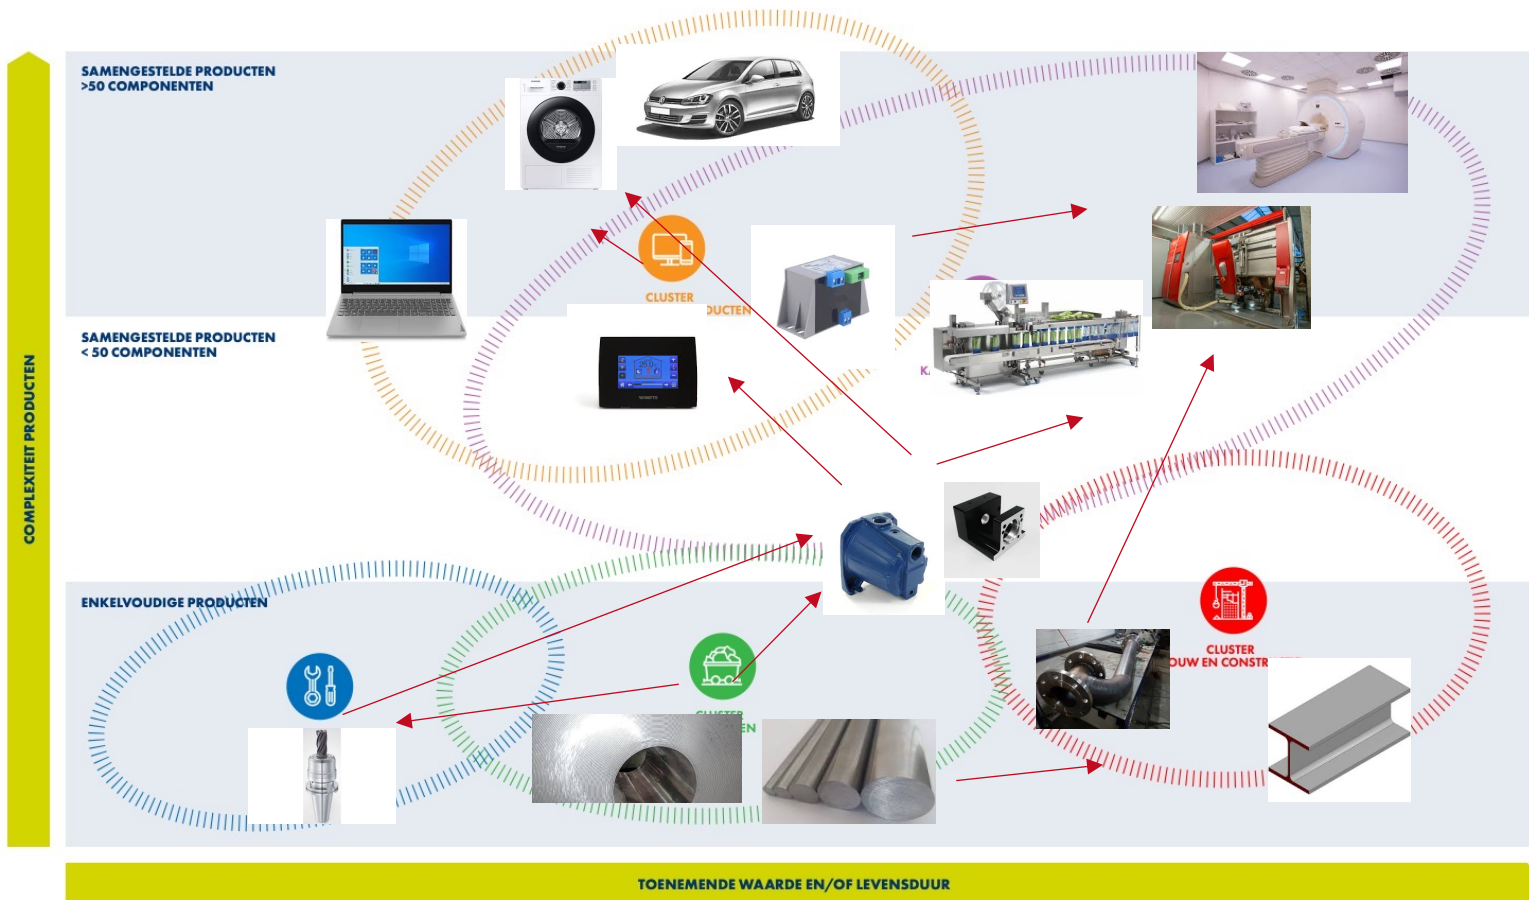 SAMENGESTELDE PRODUCTEN
>50 COMPONENTEN
CLUSTER
SAMENGESTELDE PRODUCTEN
< 50 COMPONENTEN
COMPLEXITEIT PRODUCTEN
ENKELVOUDIGE PRODUCTEN
CLUSTER
CLUSTER
TOENEMENDE WAARDE EN/OF LEVENSDUUR